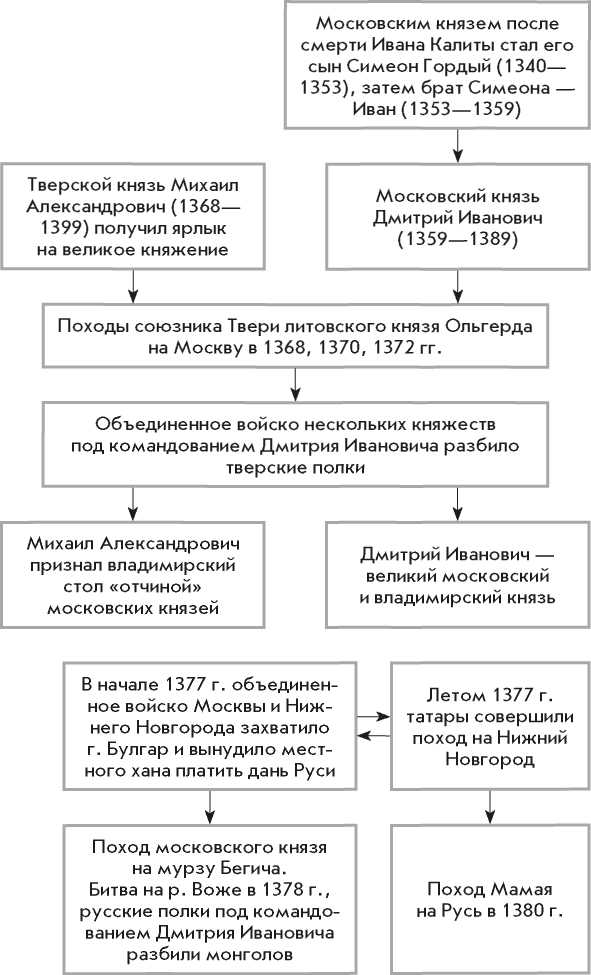 Московским князем после
смерти Ивана Калиты стал его
сын Симеон Гордый (1340—
1353), затем брат Симеона —
Иван (1353—1359)
Тверской князь Михаил
Александрович (1368—
1399) получил ярлык
на великое княжение
Московский князь
Дмитрий Иванович
(1359—1389)
Походы союзника Твери литовского князя Ольгерда
на Москву в 1368, 1370, 1372 гг.
Объединенное войско нескольких княжеств
под командованием Дмитрия Ивановича разбило
тверские полки
Михаил Александрович
признал владимирский
стол «отчиной»
московских князей
Дмитрий Иванович —
великий московский
и владимирский князь
В начале 1377 г. объединен-
ное войско Москвы и Ниж-
него Новгорода захватило
г. Булгар и вынудило мест-
ного хана платить дань Руси
Летом 1377 г.
татары совершили
поход на Нижний
Новгород
Поход московского князя
на мурзу Бегича.
Битва на р. Воже в 1378 г.,
русские полки под командо-
ванием Дмитрия Ивановича
разбили монголов
Поход Мамая
на Русь в 1380 г.